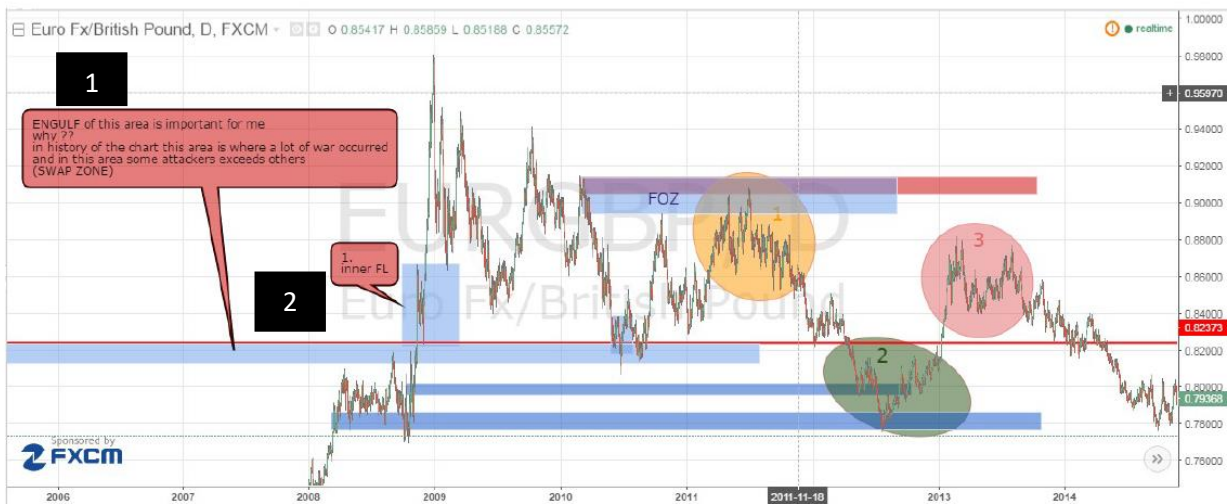 Euro Fx/British Pound, D, FXCM
O 0.85417 H 0.85859 L 0.85188 C 0.85572
realtime
1
ENGULF of this area is important for me
why ??
in history of the chart this area is where a lot of war occurred
and in this area some attackers exceeds others
(SWAP ZONE)
2
1.
inner FL
FOZ
1
2
3
EURGBP, D
Euro Fx/British Pound
1.00000
0.98000
0.95970
0.94000
0.92000
0.90000
0.88000
0.86000
0.84000
0.82373
0.82000
0.80000
0.79368
0.78000
0.76000
Sponsored by
FXCM
2006
2007
2008
2009
2010
2011
2011-11-18
2013
2014